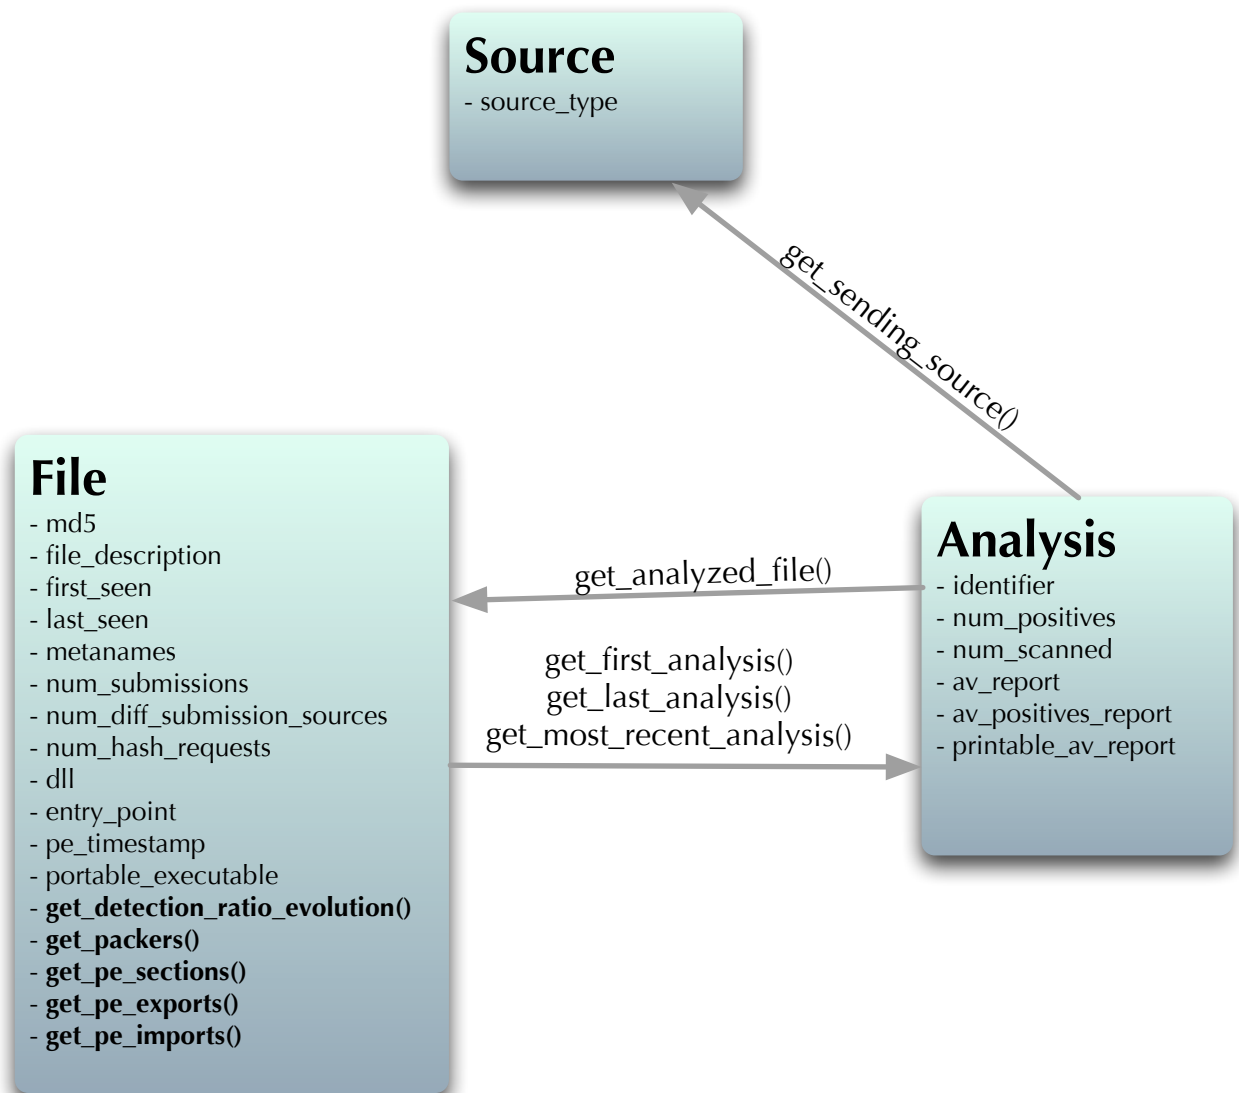 Source
- source_type
get_sending_source()
File
- md5
- file_description
- first_seen
- last_seen
- metanames
- num_submissions
- num_diff_submission_sources
- num_hash_requests
- dll
- entry_point
- pe_timestamp
- portable_executable
- get_detection_ratio_evolution()
- get_packers()
- get_pe_sections()
- get_pe_exports()
- get_pe_imports()
get_analyzed_file()
get_first_analysis()
get_last_analysis()
get_most_recent_analysis()
Analysis
- identifier
- num_positives
- num_scanned
- av_report
- av_positives_report
- printable_av_report